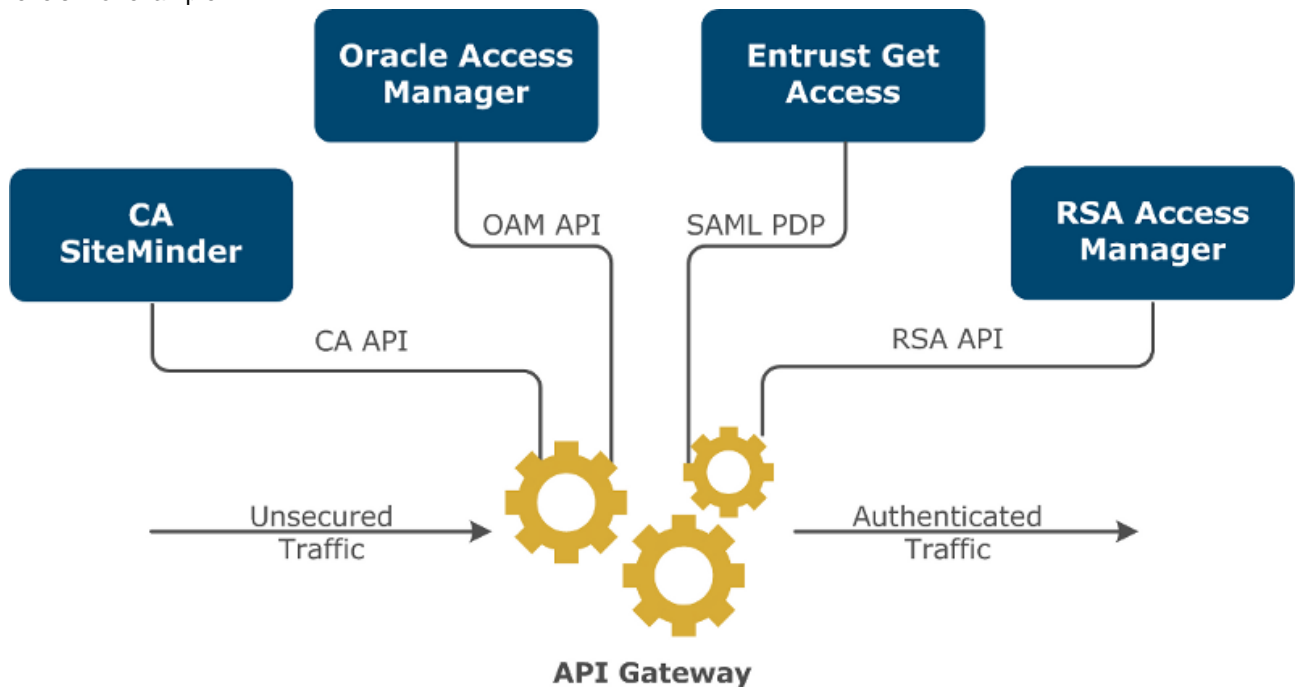 Oracle Access
Manager
Entrust Get
Access
CA
SiteMinder
RSA Access
Manager
OAM API
SAML PDP
CA API
RSA API
Unsecured
Traffic
Authenticated
Traffic
API Gateway